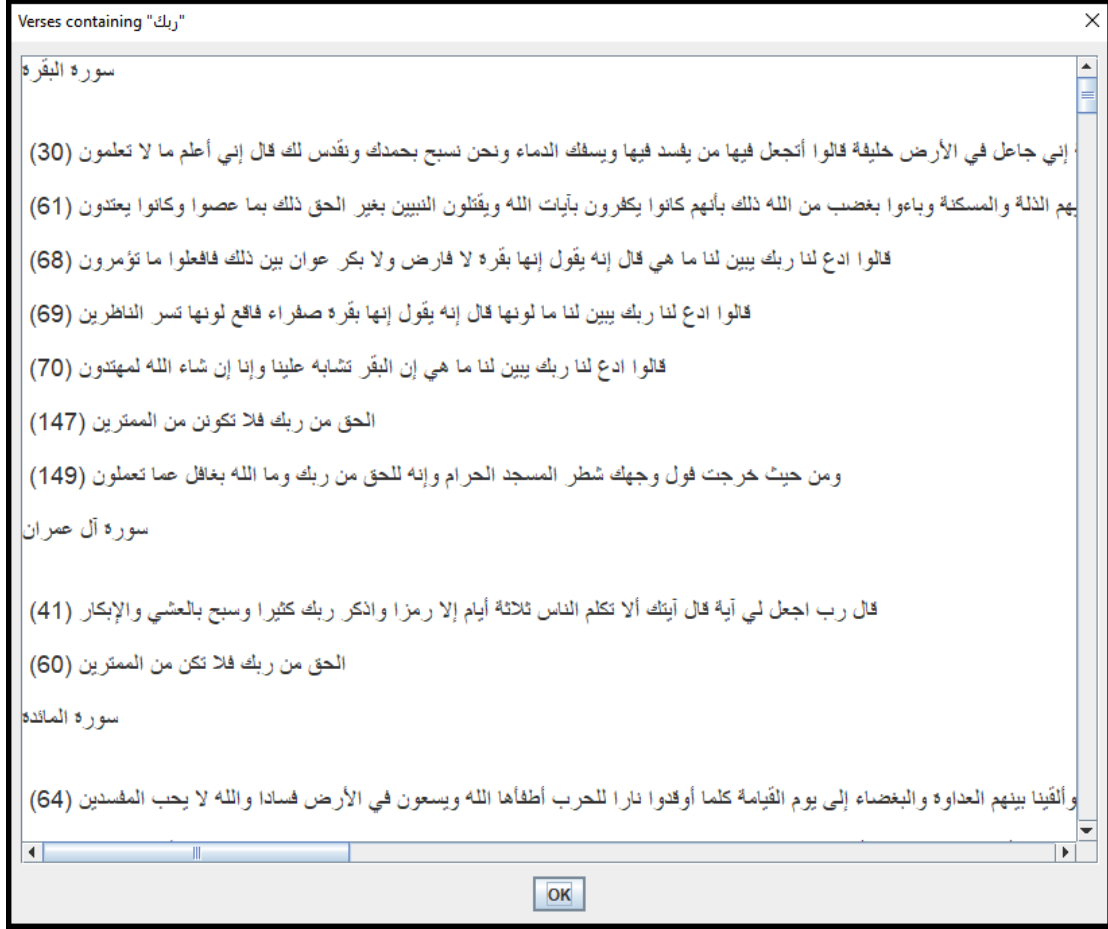 Verses containing "ربك"
سورة البقرة
إني جاعل في الأرض خليفة قالوا أتجعل فيها من يفسد فيها ويسفك الدماء ونحن نسبح بحمدك ونقدس لك قال إني أعلم ما لا تعلمون (30)
الذلة والمسكنة وباءوا بغضب من الله ذلك بأنهم كانوا يكفرون بآيات الله ويقتلون النبيين بغير الحق ذلك بما عصوا وكانوا يعتدون (61)
قالوا ادع لنا ربك يبين لنا ما هي قال إنه يقول إنها بقرة لا فارض ولا بكر عوان بين ذلك فافعلوا ما تؤمرون (68)
قالوا ادع لنا ربك يبين لنا ما لونها قال إنه يقول إنها بقرة صفراء فاقع لونها تسر الناظرين (69)
قالوا ادع لنا ربك يبين لنا ما هي إن البقر تشابه علينا وإنا إن شاء الله لمهتدون (70)
الحق من ربك فلا تكونن من الممترين (147)
ومن حيث خرجت فول وجهك شطر المسجد الحرام وإنه للحق من ربك وما الله بغافل عما تعملون (149)
سورة آل عمران
قال رب اجعل لي آية قال آيتك ألا تكلم الناس ثلاثة أيام إلا رمزا واذكر ربك كثيرا وسبح بالعشي والإبكار (41)
الحق من ربك فلا تكن من الممترين (60)
سورة المائدة
وألقينا بينهم العداوة والبغضاء إلى يوم القيامة كلما أوقدوا نارا للحرب أطفأها الله ويسعون في الأرض فسادا والله لا يحب المفسدين (64)
OK